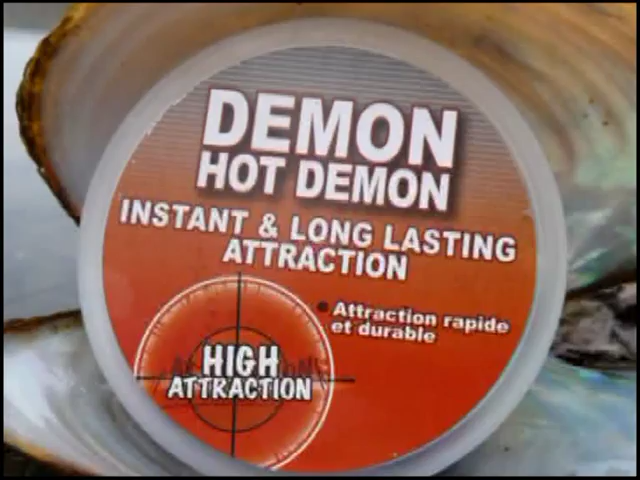 DEMON
HOT DEMON
INSTANT & LONG LASTING
ATTRACTION
Attraction rapide
et durable
HIGH
ATTRACTION